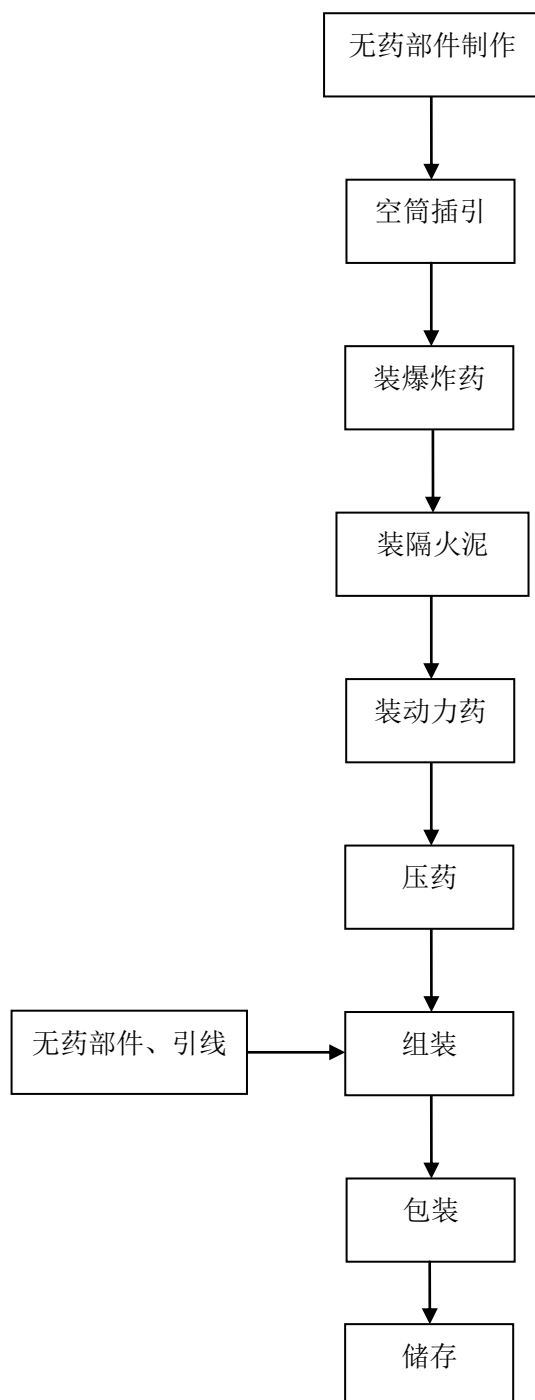 无药部件制作
空筒插引
装爆炸药
装隔火泥
装动力药
压药
无药部件、引线
组装
包装
储存